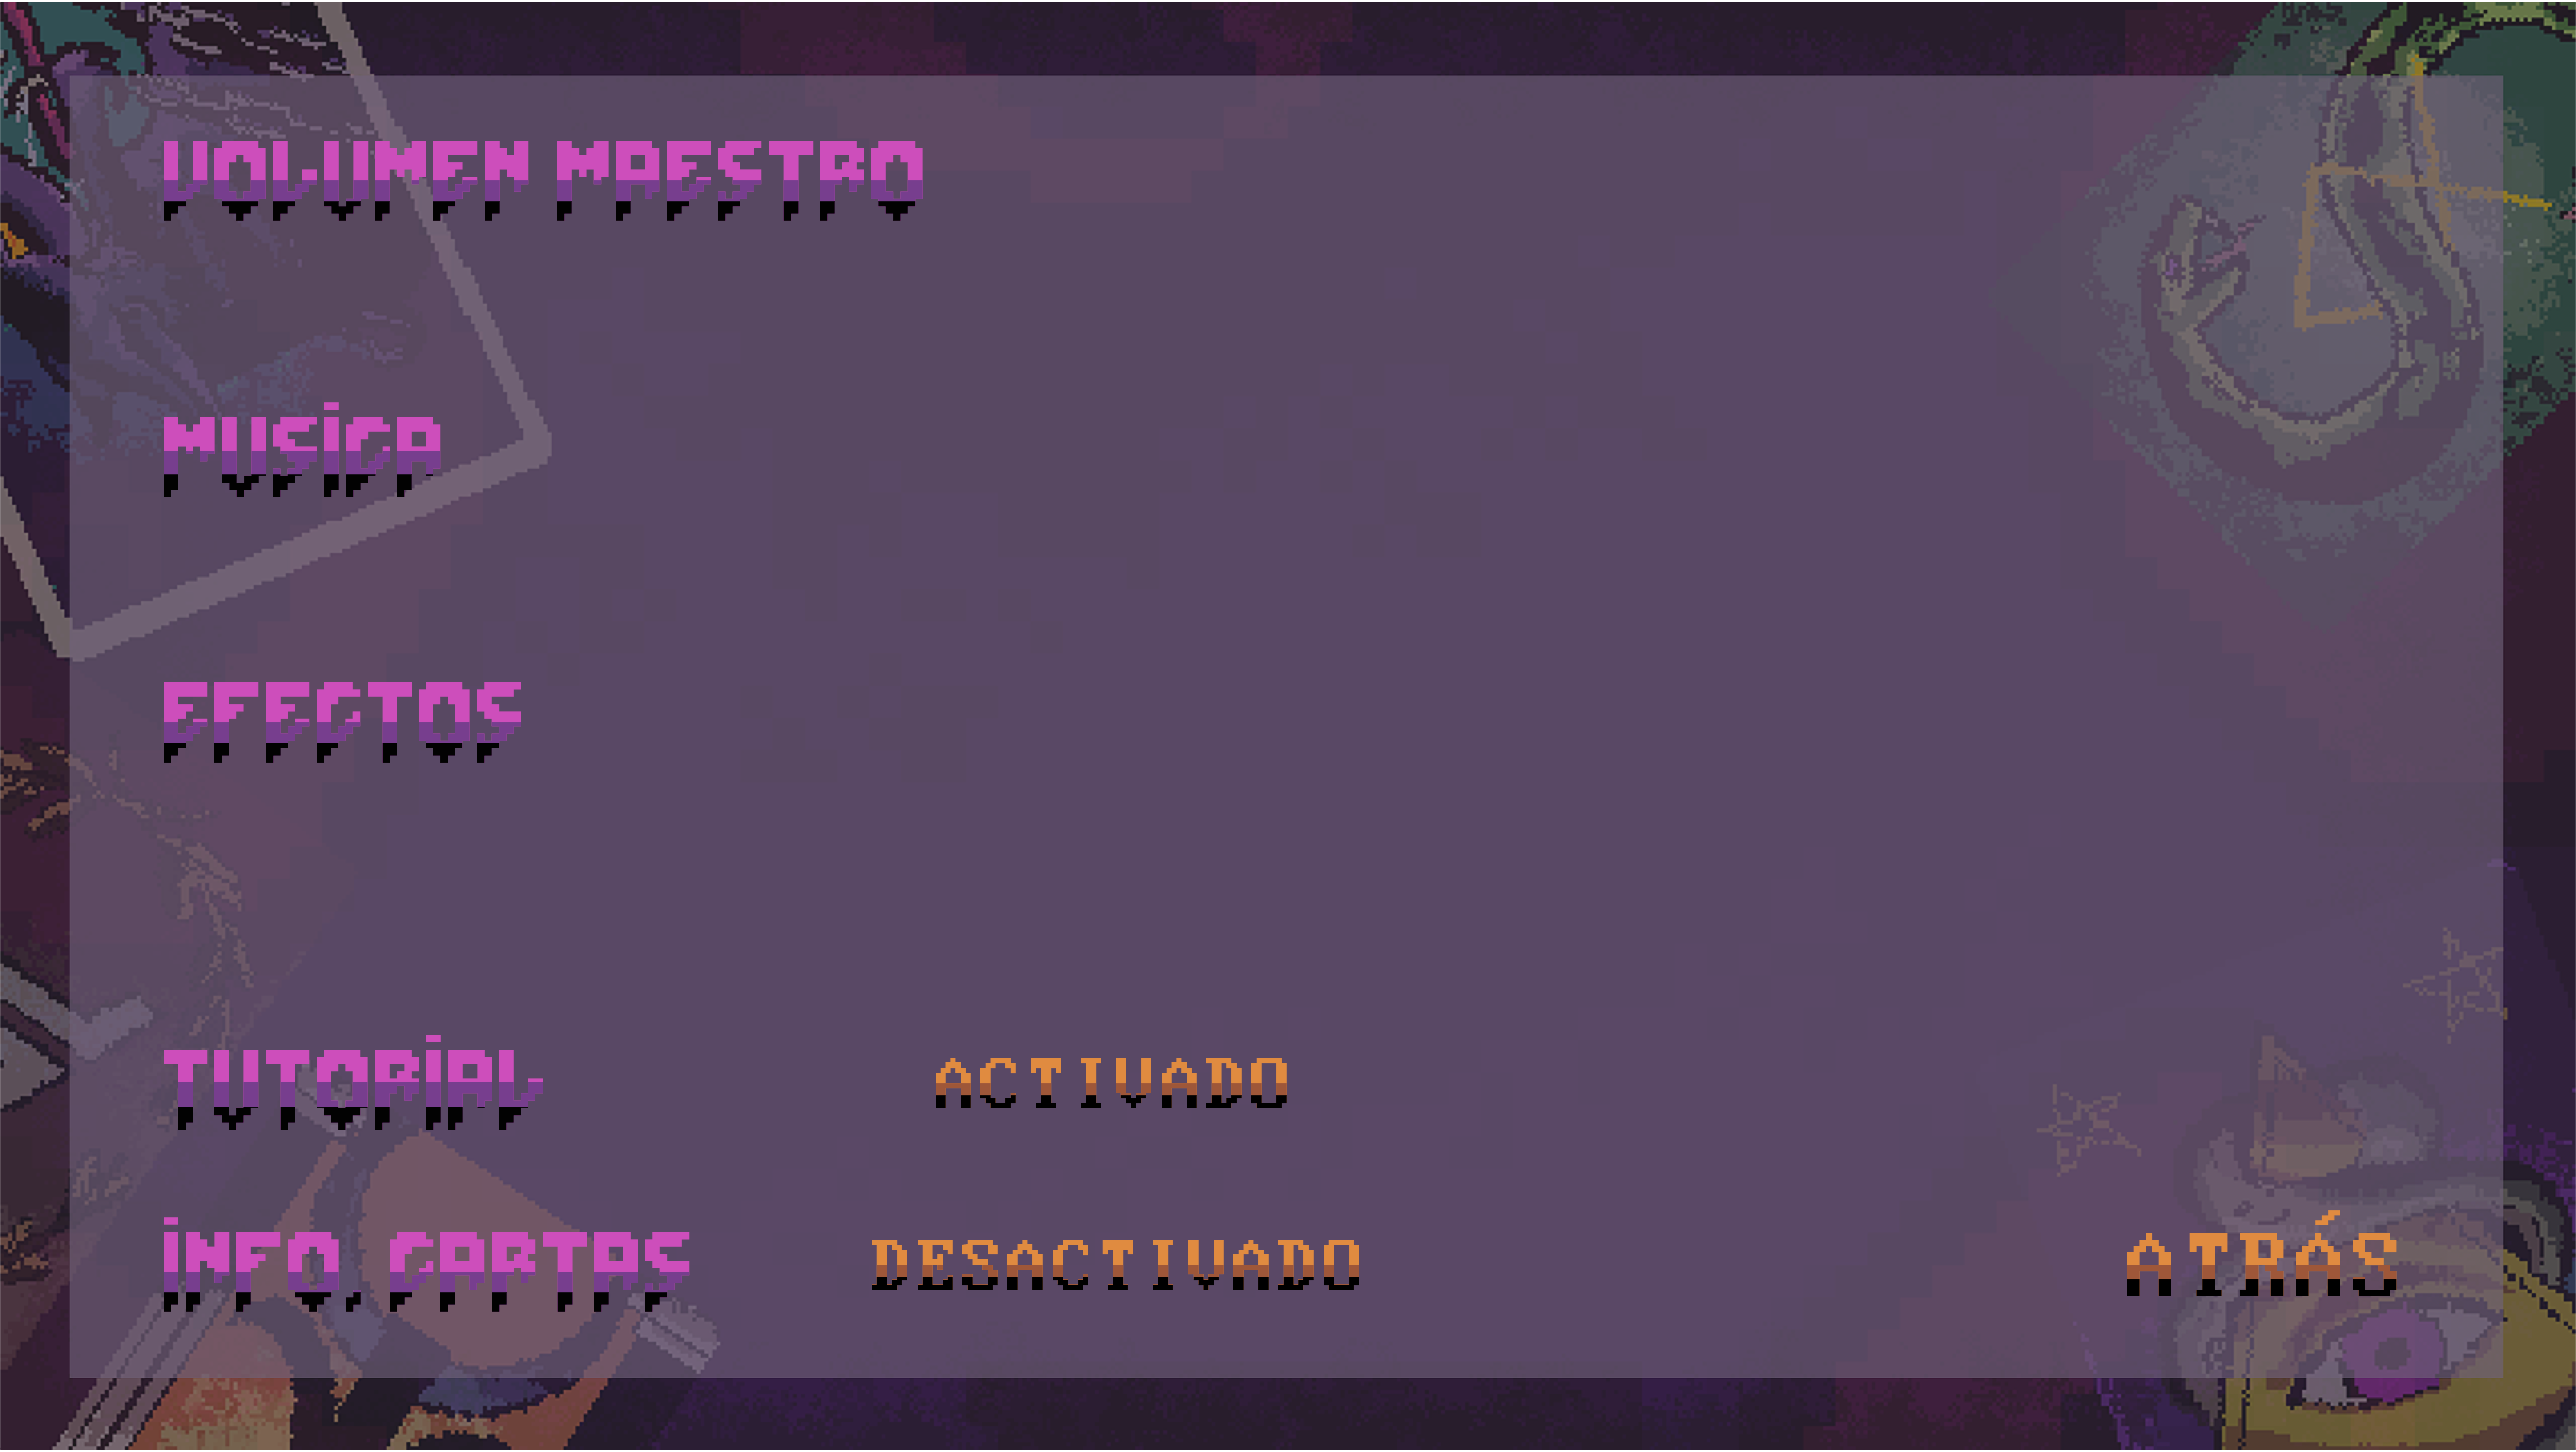 VOLUMEN MAESTRO
MUSICA
EFECTOS
TUTORIAL ACTIVADO
INFO, CARTAS DESACTIVADO
ATRÁS